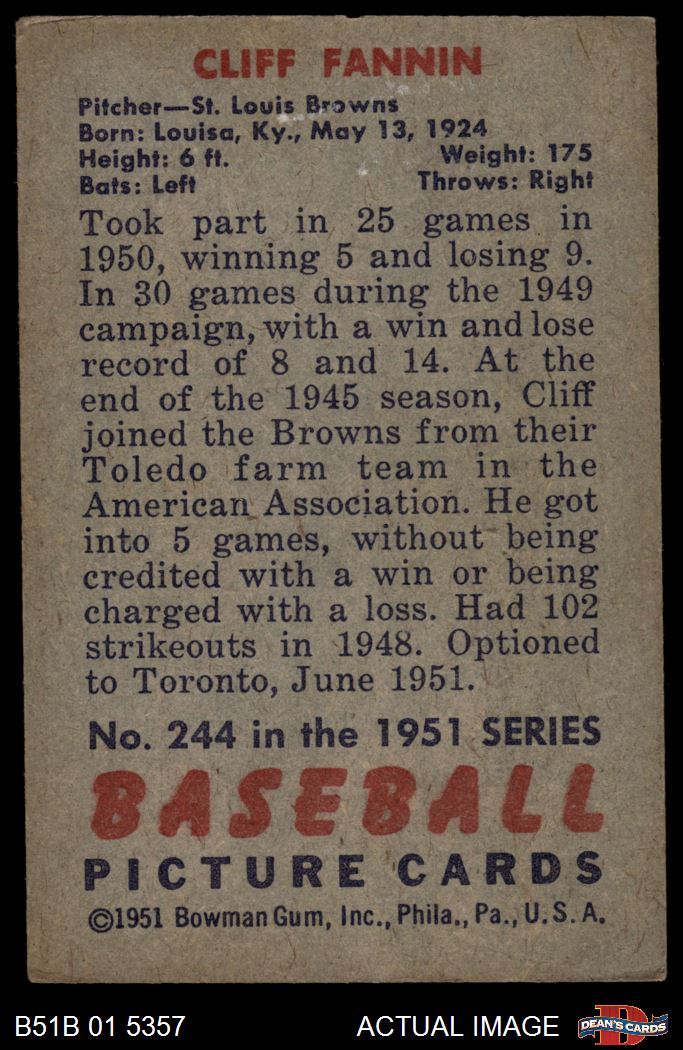 CLIFF FANNIN
Pitcher—St. Louis Browns
Born: Louisa, Ky., May 13, 1924
Height: 6 ft. Weight: 175
Bats: Left Throws: Right
Took part in 25 games in
1950, winning 5 and losing 9.
In 30 games during the 1949
campaign, with a win and lose
record of 8 and 14. At the
end of the 1945 season, Cliff
joined the Browns from their
Toledo farm team in the
American Association. He got
into 5 games, without being
credited with a win or being
charged with a loss. Had 102
strikeouts in 1948. Optioned
to Toronto, June 1951.
No. 244 in the 1951 SERIES
BASEBALL
PICTURE CARDS
©1951 Bowman Gum, Inc., Phila., Pa., U.S.A.
B51B 01 5357 ACTUAL IMAGE D DEAN'S CARDS